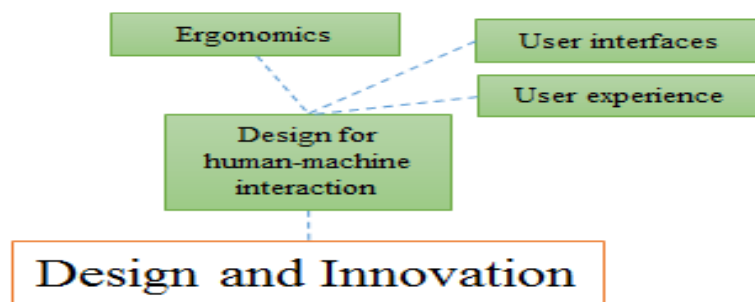 Ergonomics
User interfaces
User experience
Design for
human-machine
interaction
Design and Innovation